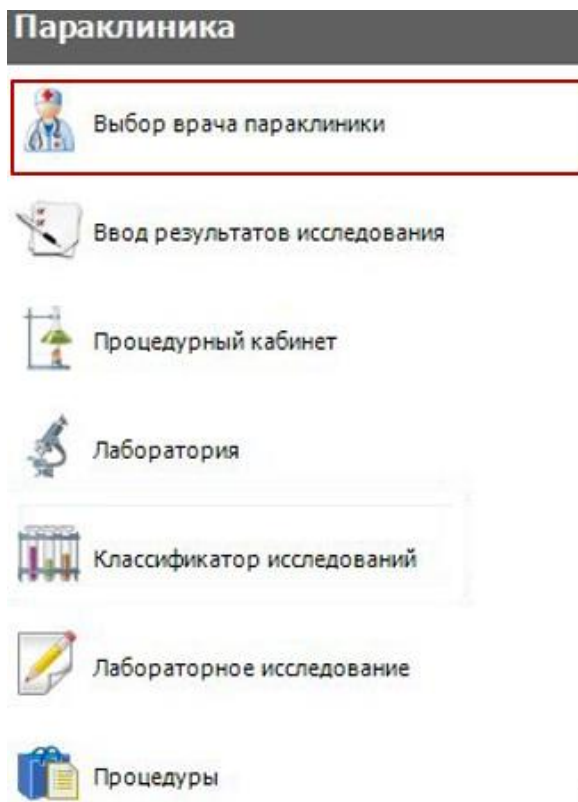 Параклиника
Выбор врача параклиники
Ввод результатов исследования
Процедурный кабинет
Лаборатория
Классификатор исследований
Лабораторное исследование
Процедуры